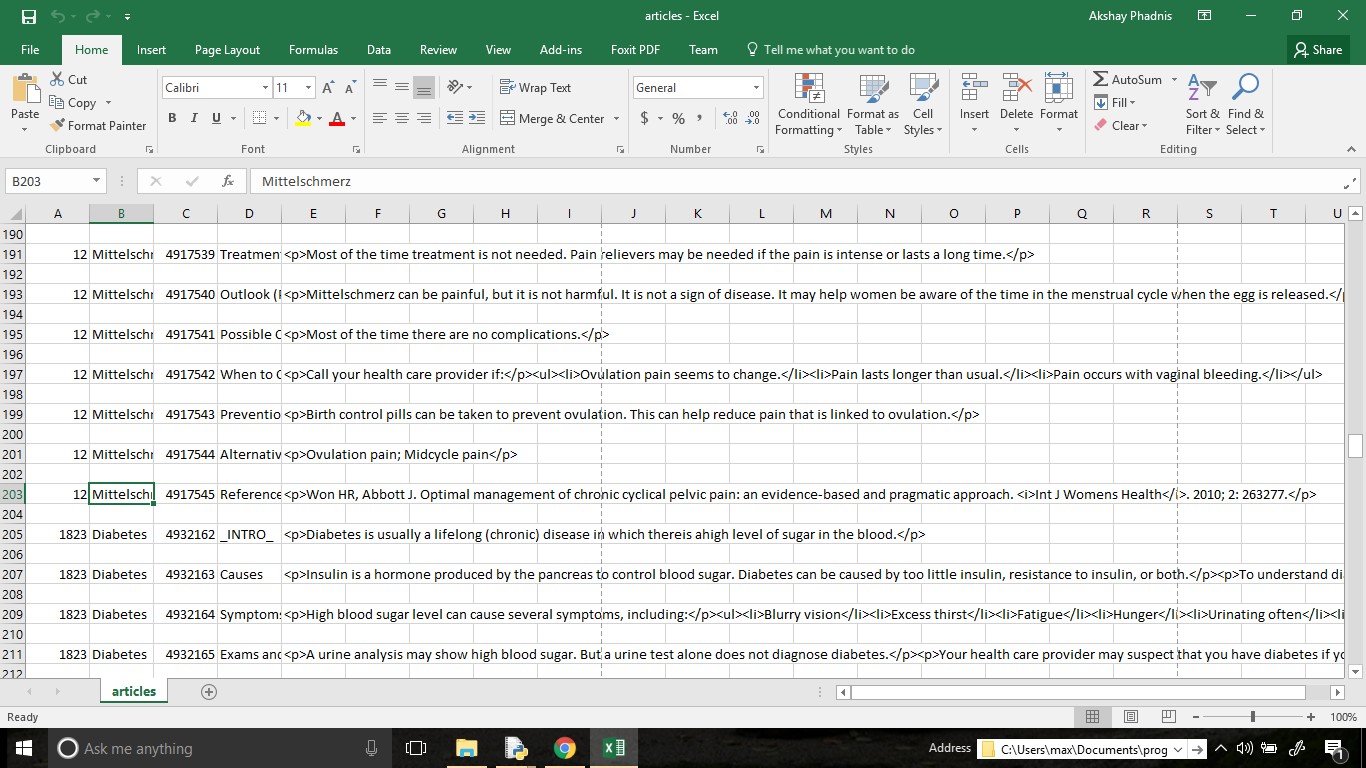 articles - Excel
Akshay Phadnis
File Home Insert Page Layout Formulas Data Review View Add-ins Foxit PDF Team Tell me what you want to do Share
Paste
Cut
Copy
Format Painter
Clipboard
Calibri 11
B I U
Font
Wrap Text
Merge & Center
Alignment
General
$ % ,
Number
Conditional Formatting
Format as Table
Cell Styles
Styles
Insert Delete Format
Cells
AutoSum
Fill
Clear
Sort & Filter
Find & Select
Editing
B203 fx Mittelschmerz
A B C D E F G H I J K L M N O P Q R S T U
190
191 12 Mittelschr 4917539 Treatmen <p>Most of the time treatment is not needed. Pain relievers may be needed if the pain is intense or lasts a long time.</p>
192
193 12 Mittelschr 4917540 Outlook (P <p>Mittelschmerz can be painful, but it is not harmful. It is not a sign of disease. It may help women be aware of the time in the menstrual cycle when the egg is released.</p
194
195 12 Mittelschr 4917541 Possible C <p>Most of the time there are no complications.</p>
196
197 12 Mittelschr 4917542 When to C <p>Call your health care provider if:</p><ul><li>Ovulation pain seems to change.</li><li>Pain lasts longer than usual.</li><li>Pain occurs with vaginal bleeding.</li></ul>
198
199 12 Mittelschr 4917543 Preventio <p>Birth control pills can be taken to prevent ovulation. This can help reduce pain that is linked to ovulation.</p>
200
201 12 Mittelschr 4917544 Alternativ <p>Ovulation pain; Midcycle pain</p>
202
203 12 Mittelschr 4917545 Reference <p>Won HR, Abbott J. Optimal management of chronic cyclical pelvic pain: an evidence-based and pragmatic approach. <i>Int J Womens Health</i>. 2010; 2: 263277.</p>
204
205 1823 Diabetes 4932162 _INTRO_ <p>Diabetes is usually a lifelong (chronic) disease in which thereis ahigh level of sugar in the blood.</p>
206
207 1823 Diabetes 4932163 Causes <p>Insulin is a hormone produced by the pancreas to control blood sugar. Diabetes can be caused by too little insulin, resistance to insulin, or both.</p><p>To understand di
208
209 1823 Diabetes 4932164 Symptoms <p>High blood sugar level can cause several symptoms, including:</p><ul><li>Blurry vision</li><li>Excess thirst</li><li>Fatigue</li><li>Hunger</li><li>Urinating often</li><li
210
211 1823 Diabetes 4932165 Exams and <p>A urine analysis may show high blood sugar. But a urine test alone does not diagnose diabetes.</p><p>Your health care provider may suspect that you have diabetes if yo
212
articles
Ready
100%
Ask me anything
Address C:\Users\max\Documents\prog
1